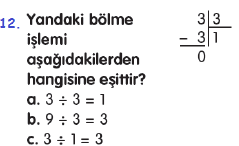 12. Yandaki bölme
işlemi
aşağıdakilerden
hangisine eşittir?
a. 3 ÷ 3 = 1
b. 9 ÷ 3 = 3
c. 3 ÷ 1 = 3
3 | 3
− 3 | 1
0